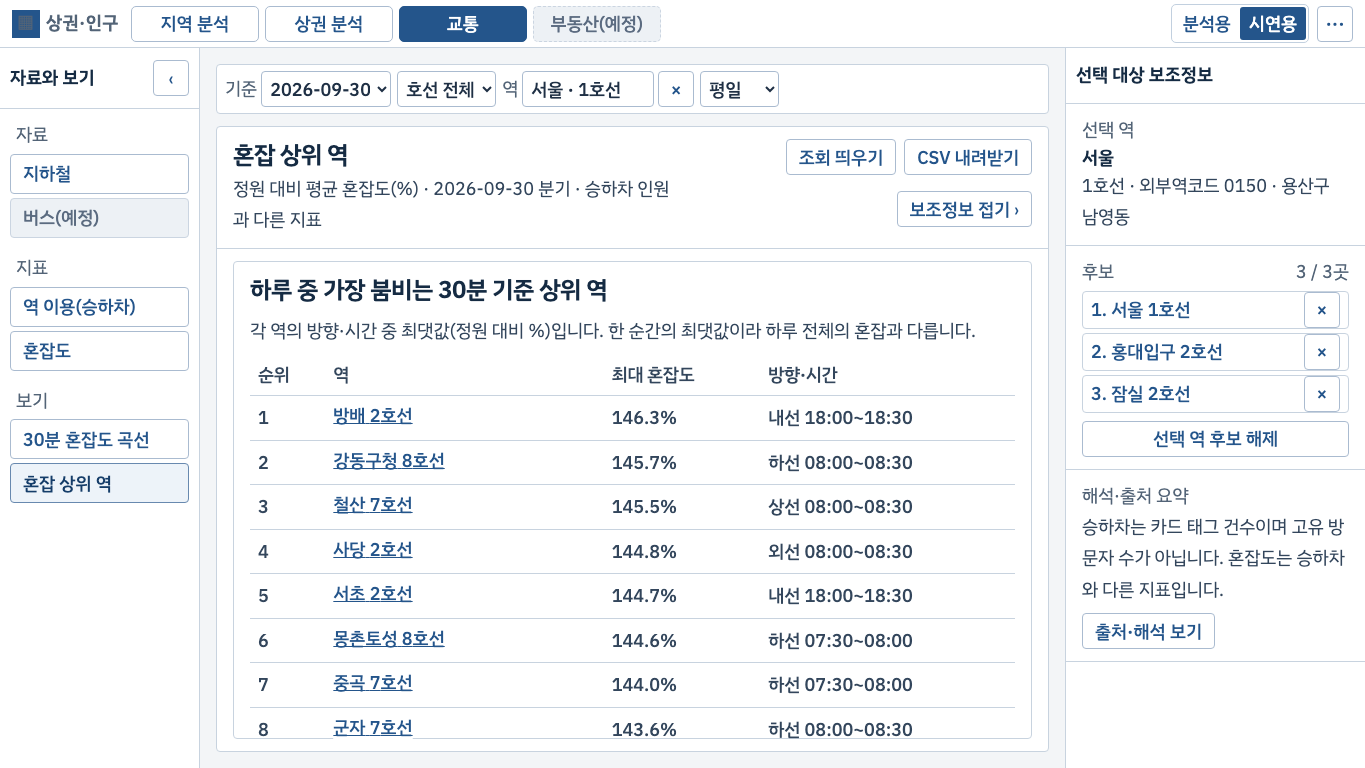 상권·인구 지역 분석 상권 분석 교통 부동산(예정) 분석용 시연용 ···
자료와 보기 ‹
자료
지하철
버스(예정)
지표
역 이용(승하차)
혼잡도
보기
30분 혼잡도 곡선
혼잡 상위 역
기준 2026-09-30 호선 전체 역 서울 · 1호선 × 평일
혼잡 상위 역
정원 대비 평균 혼잡도(%) · 2026-09-30 분기 · 승하차 인원
과 다른 지표
조회 띄우기 CSV 내려받기
보조정보 접기 ›
하루 중 가장 붐비는 30분 기준 상위 역
각 역의 방향·시간 중 최댓값(정원 대비 %)입니다. 한 순간의 최댓값이라 하루 전체의 혼잡과 다릅니다.
순위 역 최대 혼잡도 방향·시간
1 방배 2호선 146.3% 내선 18:00~18:30
2 강동구청 8호선 145.7% 하선 08:00~08:30
3 철산 7호선 145.5% 상선 08:00~08:30
4 사당 2호선 144.8% 외선 08:00~08:30
5 서초 2호선 144.7% 내선 18:00~18:30
6 몽촌토성 8호선 144.6% 하선 07:30~08:00
7 중곡 7호선 144.0% 하선 07:30~08:00
8 군자 7호선 143.6% 하선 08:00~08:30
선택 대상 보조정보
선택 역
서울
1호선 · 외부역코드 0150 · 용산구
남영동
후보 3 / 3곳
1. 서울 1호선 ×
2. 홍대입구 2호선 ×
3. 잠실 2호선 ×
선택 역 후보 해제
해석·출처 요약
승하차는 카드 태그 건수이며 고유 방
문자 수가 아닙니다. 혼잡도는 승하차
와 다른 지표입니다.
출처·해석 보기